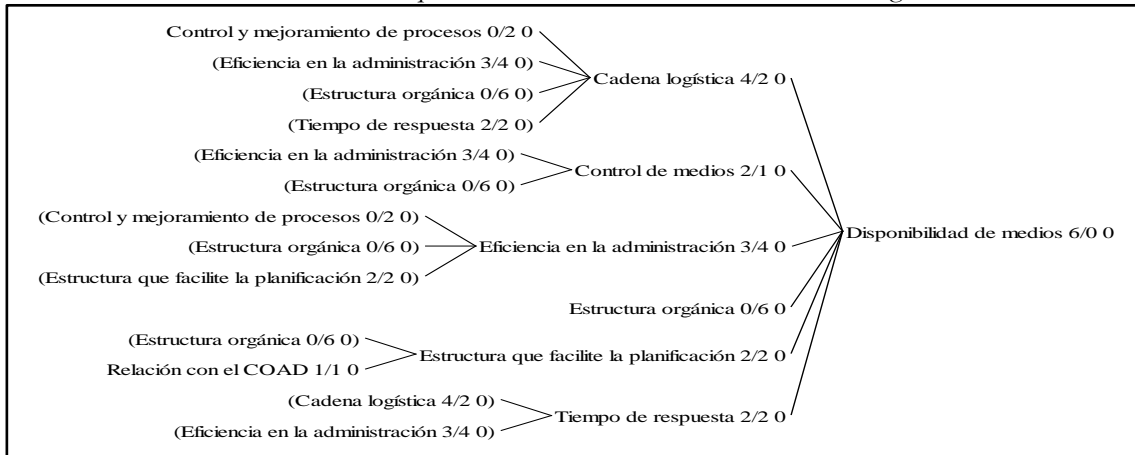 Control y mejoramiento de procesos 0/2 0
(Eficiencia en la administración 3/4 0)
(Estructura orgánica 0/6 0)
(Tiempo de respuesta 2/2 0)
Cadena logística 4/2 0
(Eficiencia en la administración 3/4 0)
(Estructura orgánica 0/6 0)
Control de medios 2/1 0
(Control y mejoramiento de procesos 0/2 0)
(Estructura orgánica 0/6 0)
(Estructura que facilite la planificación 2/2 0)
Eficiencia en la administración 3/4 0
Estructura orgánica 0/6 0
(Estructura orgánica 0/6 0)
Relación con el COAD 1/1 0
Estructura que facilite la planificación 2/2 0
(Cadena logística 4/2 0)
(Eficiencia en la administración 3/4 0)
Tiempo de respuesta 2/2 0
Disponibilidad de medios 6/0 0